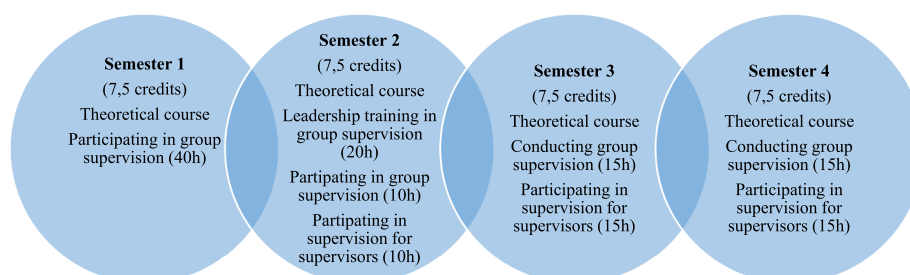 Semester 1
(7,5 credits)
Theoretical course
Participating in group
supervision (40h)
Semester 2
(7,5 credits)
Theoretical course
Leadership training in
group supervision
(20h)
Partipating in group
supervision (10h)
Partipating in
supervision for
supervisors (10h)
Semester 3
(7,5 credits)
Theoretical course
Conducting group
supervision (15h)
Participating in
supervision for
supervisors (15h)
Semester 4
(7,5 credits)
Theoretical course
Conducting group
supervision (15h)
Participating in
supervision for
supervisors (15h)